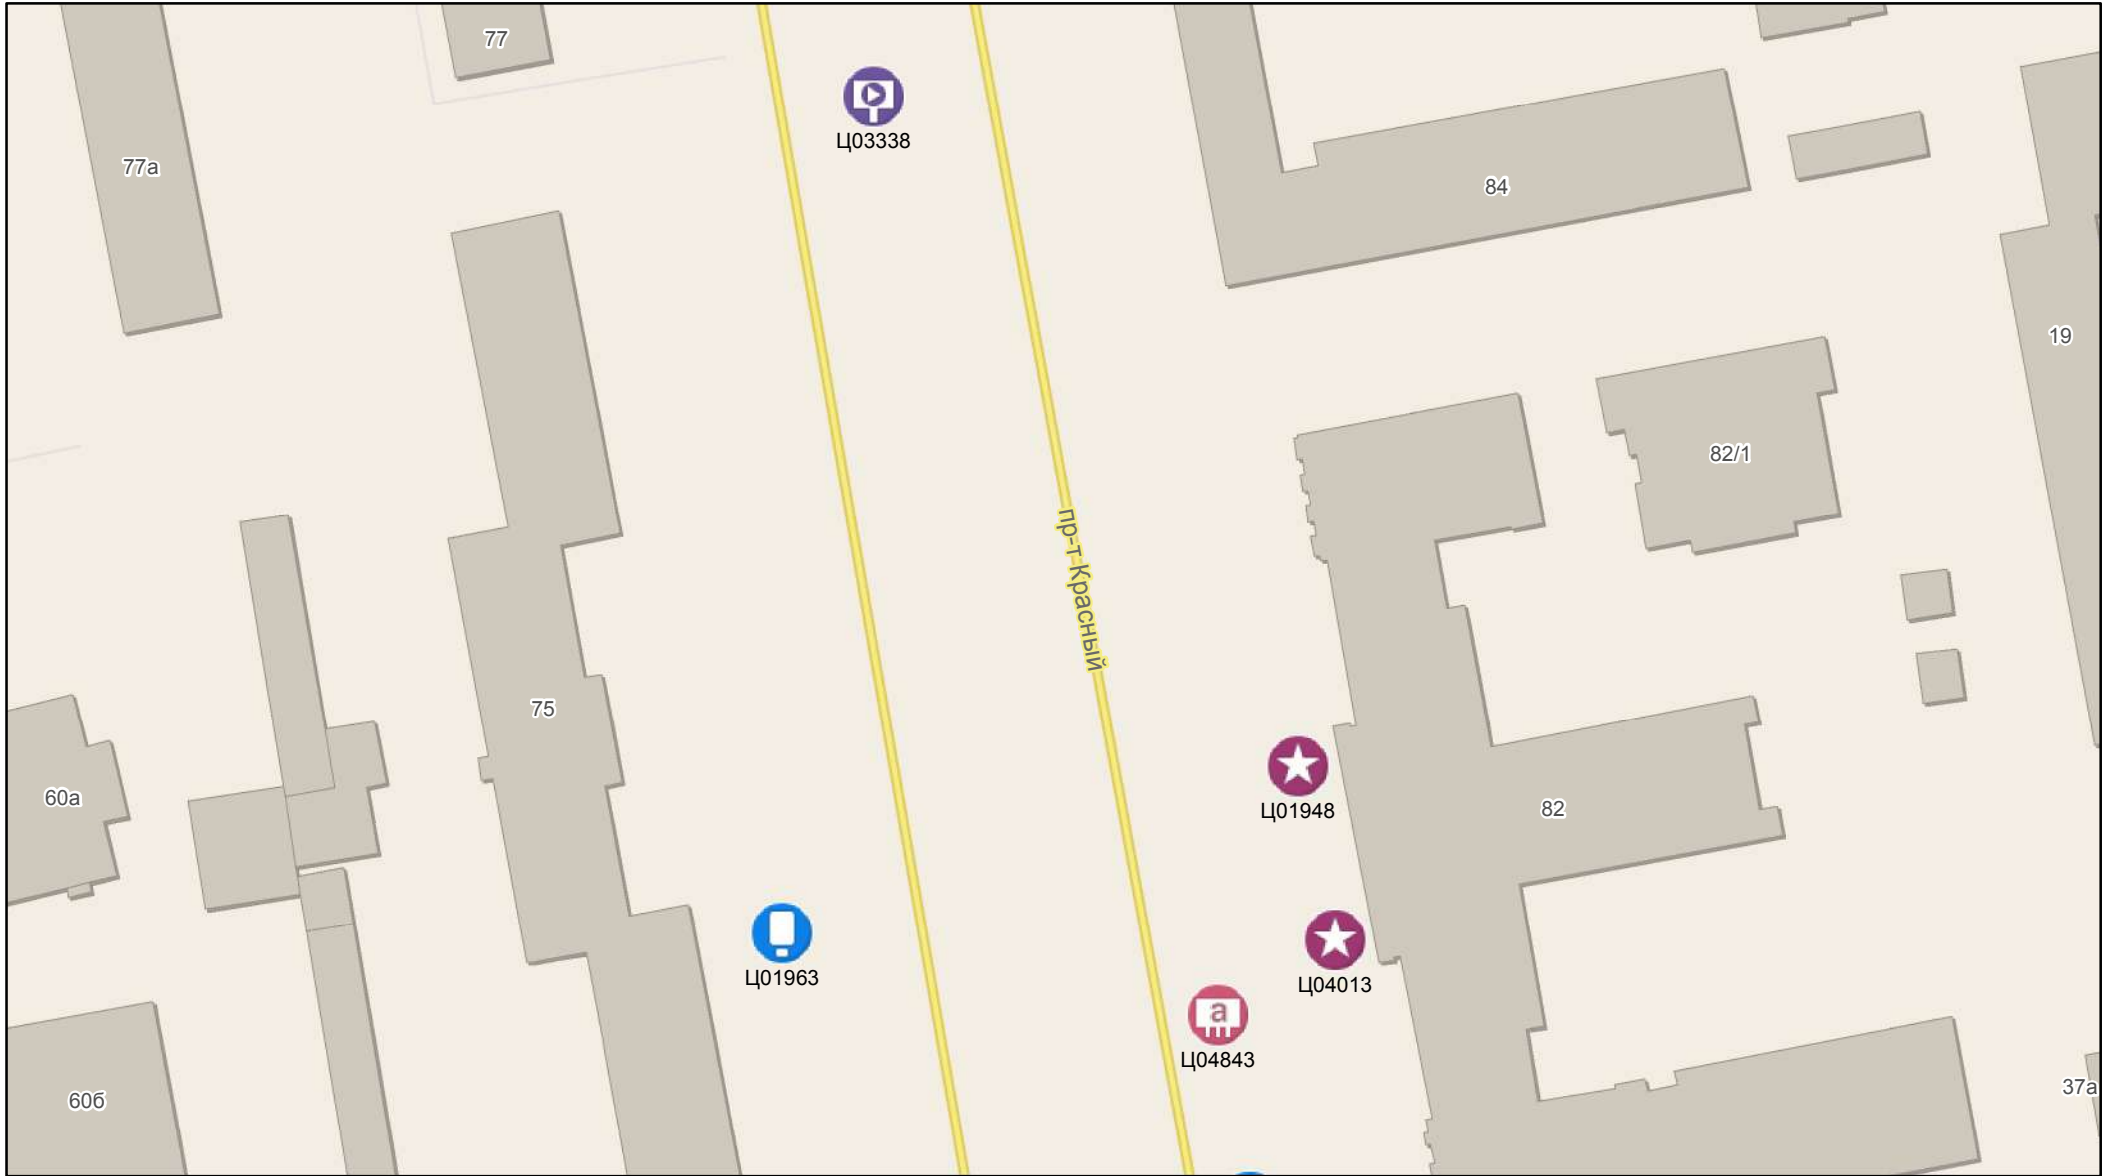 77
Ц03338
77а
84
19
82/1
пр-т Красный
75
60а
Ц01948
82
Ц01963
Ц04013
a
Ц04843
60б
37а